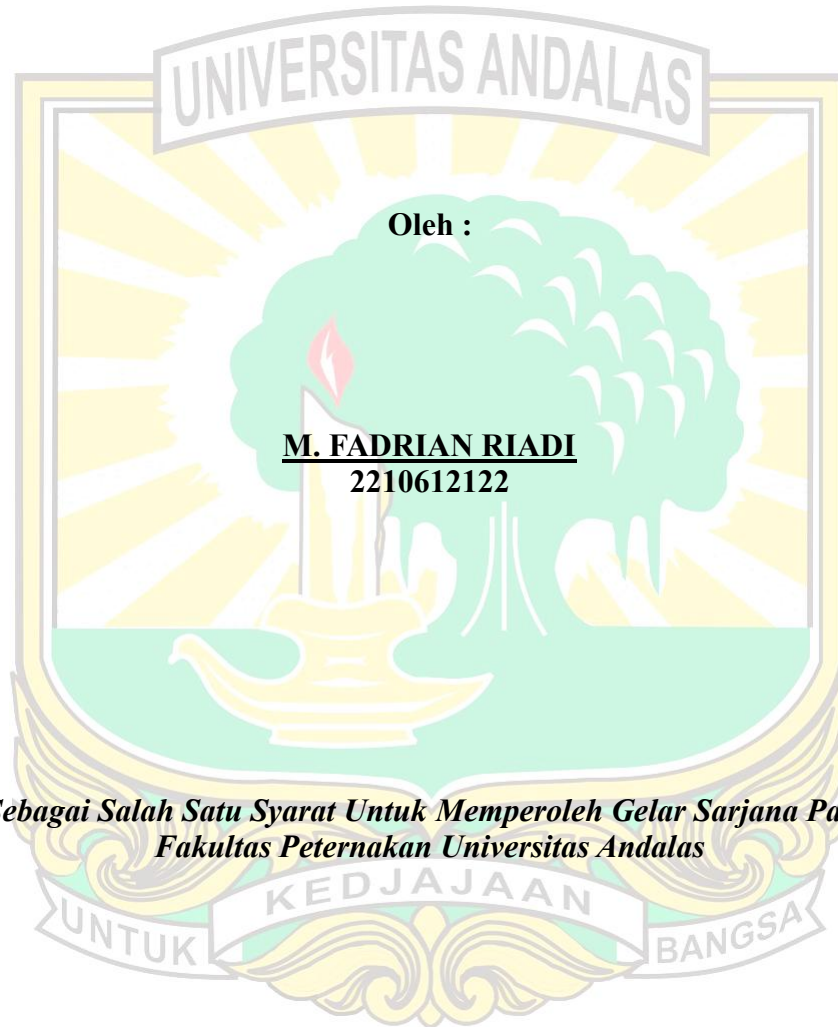 UNIVERSITAS ANDALAS
Oleh :
M. FADRIAN RIADI
2210612122
Sebagai Salah Satu Syarat Untuk Memperoleh Gelar Sarjana
Fakultas Peternakan Universitas Andalas
UNTUK KEDJAJAAN BANGSA